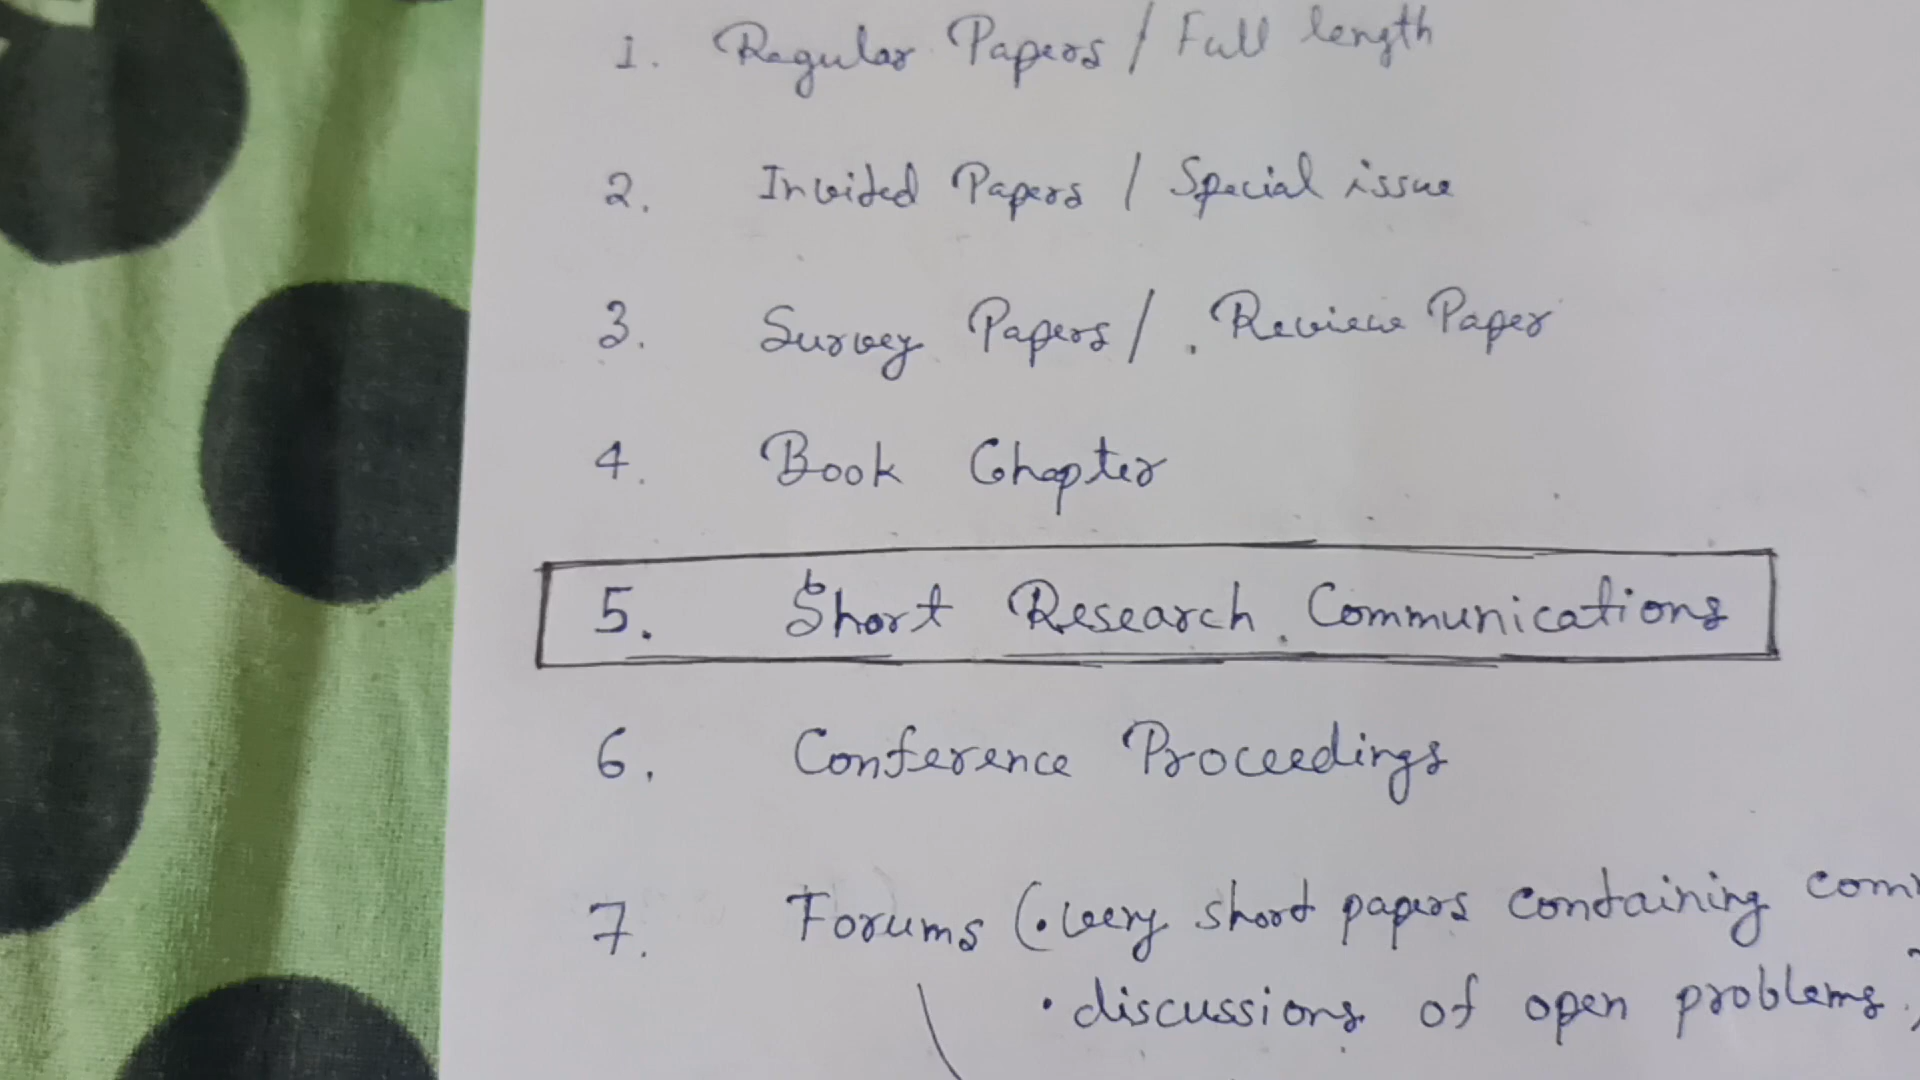 1. Regular Papers / Full length
2. Invited Papers / Special issue
3. Survey Papers / . Review Paper
4. Book Chapter
5. Short Research Communications
6. Conference Proceedings
7. Forums (• very short papers containing
• discussions of open problems.